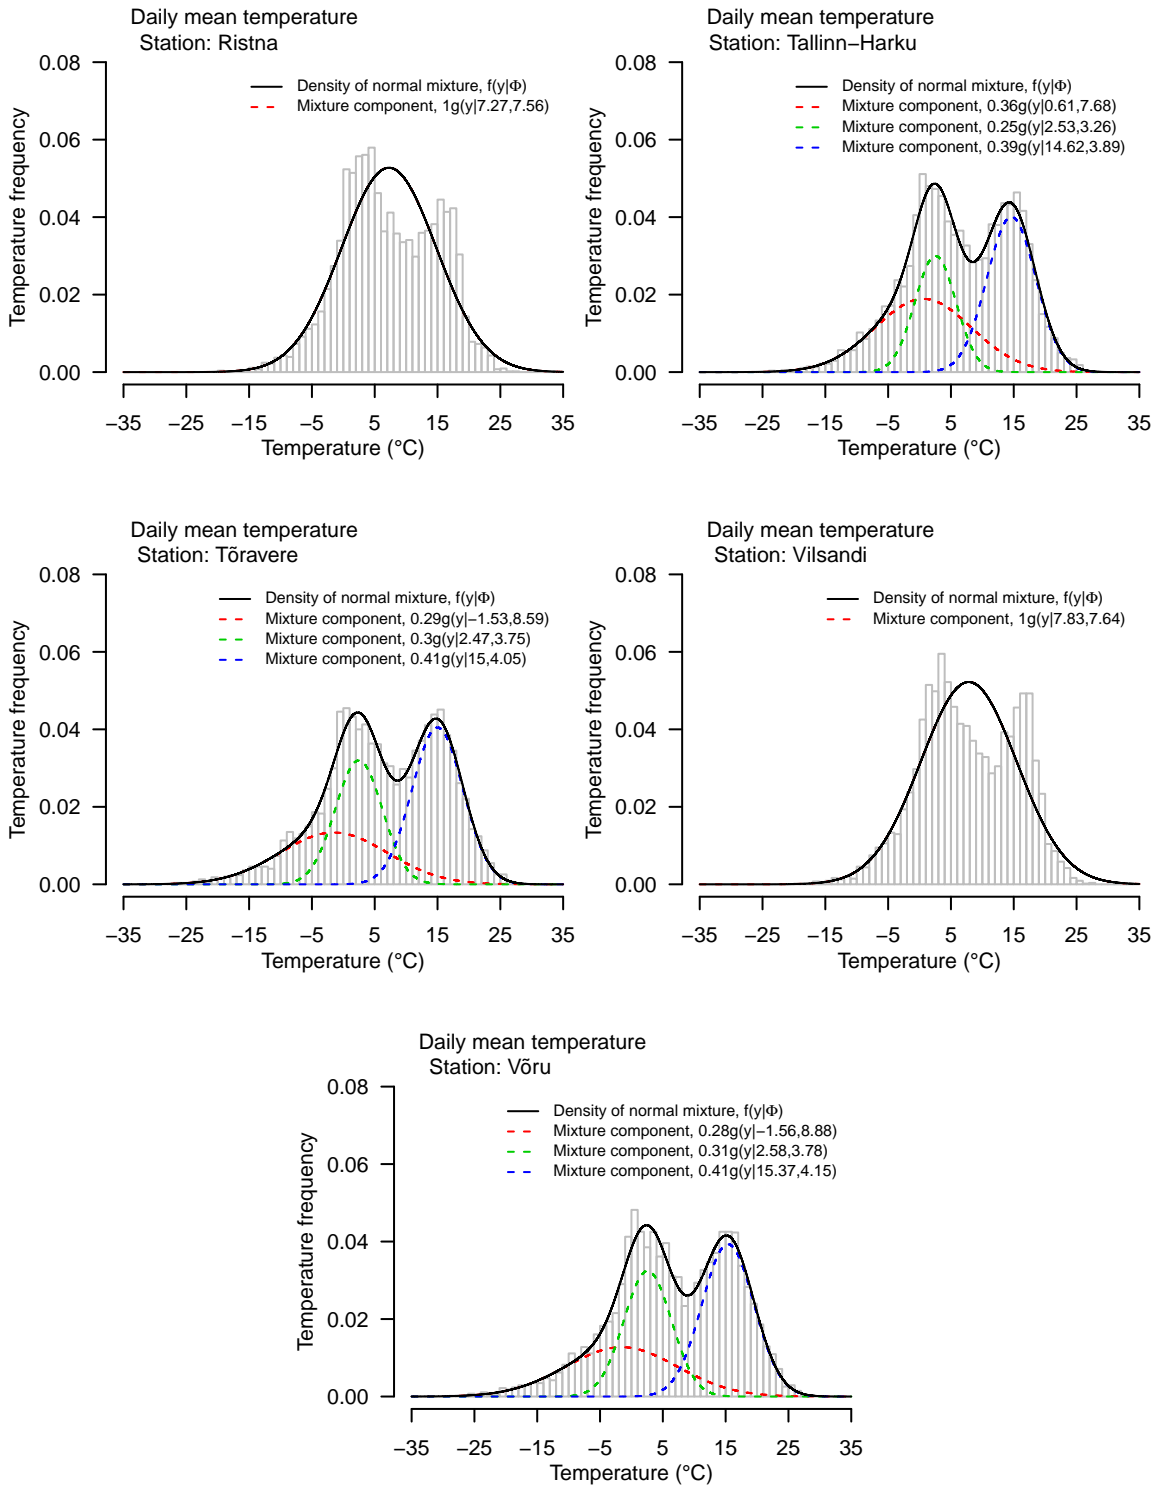 Daily mean temperature
Station: Ristna
Density of normal mixture, f(y|Φ)
Mixture component, 1g(y|7.27,7.56)
Temperature frequency
0.08
0.06
0.04
0.02
0.00
−35 −25 −15 −5 5 15 25 35
Temperature (°C)
Daily mean temperature
Station: Tallinn−Harku
Density of normal mixture, f(y|Φ)
Mixture component, 0.36g(y|0.61,7.68)
Mixture component, 0.25g(y|2.53,3.26)
Mixture component, 0.39g(y|14.62,3.89)
Temperature frequency
0.08
0.06
0.04
0.02
0.00
−35 −25 −15 −5 5 15 25 35
Temperature (°C)
Daily mean temperature
Station: Tõravere
Density of normal mixture, f(y|Φ)
Mixture component, 0.29g(y|−1.53,8.59)
Mixture component, 0.3g(y|2.47,3.75)
Mixture component, 0.41g(y|15,4.05)
Temperature frequency
0.08
0.06
0.04
0.02
0.00
−35 −25 −15 −5 5 15 25 35
Temperature (°C)
Daily mean temperature
Station: Vilsandi
Density of normal mixture, f(y|Φ)
Mixture component, 1g(y|7.83,7.64)
Temperature frequency
0.08
0.06
0.04
0.02
0.00
−35 −25 −15 −5 5 15 25 35
Temperature (°C)
Daily mean temperature
Station: Võru
Density of normal mixture, f(y|Φ)
Mixture component, 0.28g(y|−1.56,8.88)
Mixture component, 0.31g(y|2.58,3.78)
Mixture component, 0.41g(y|15.37,4.15)
Temperature frequency
0.08
0.06
0.04
0.02
0.00
−35 −25 −15 −5 5 15 25 35
Temperature (°C)